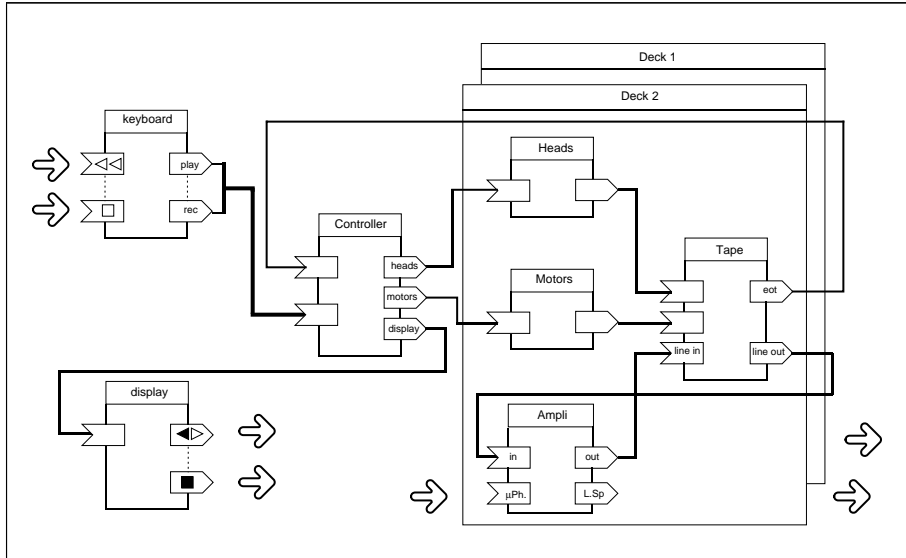 Deck 1
Deck 2
keyboard
play
rec
Heads
Controller
heads
motors
display
Motors
Tape
eot
line in
line out
display
Ampli
in
out
µPh.
L.Sp